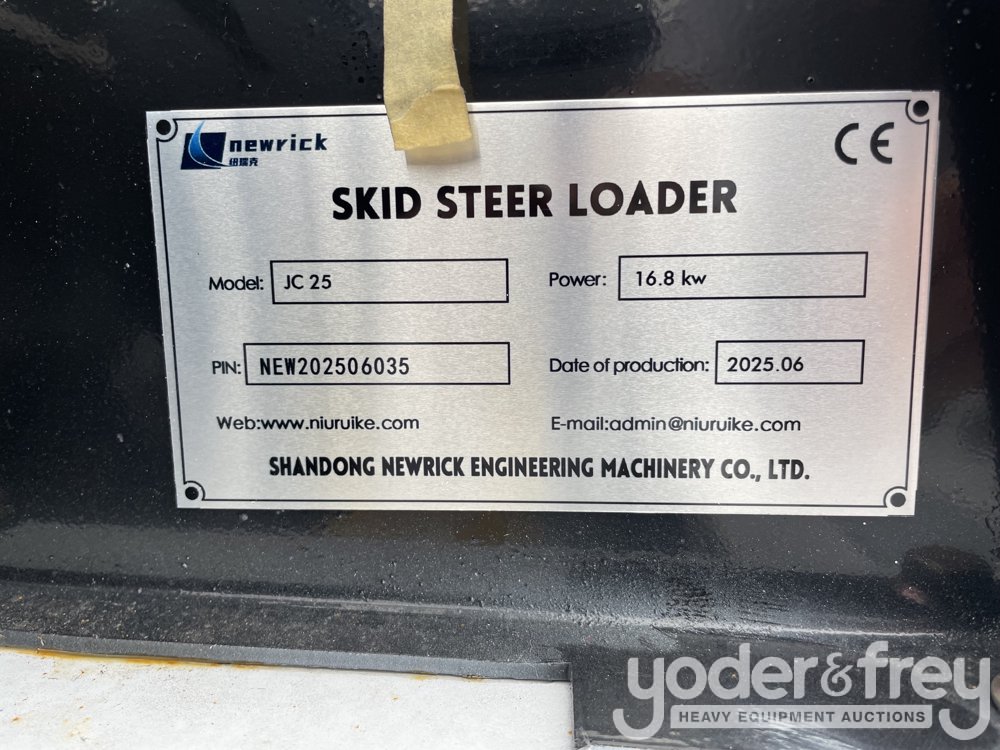 newrick
纽瑞克
CE
SKID STEER LOADER
Model: JC 25
Power: 16.8 kw
PIN: NEW202506035
Date of production: 2025.06
Web:www.niuruike.com
E-mail:admin@niuruike.com
SHANDONG NEWRICK ENGINEERING MACHINERY CO., LTD.
yoder&frey
HEAVY EQUIPMENT AUCTIONS